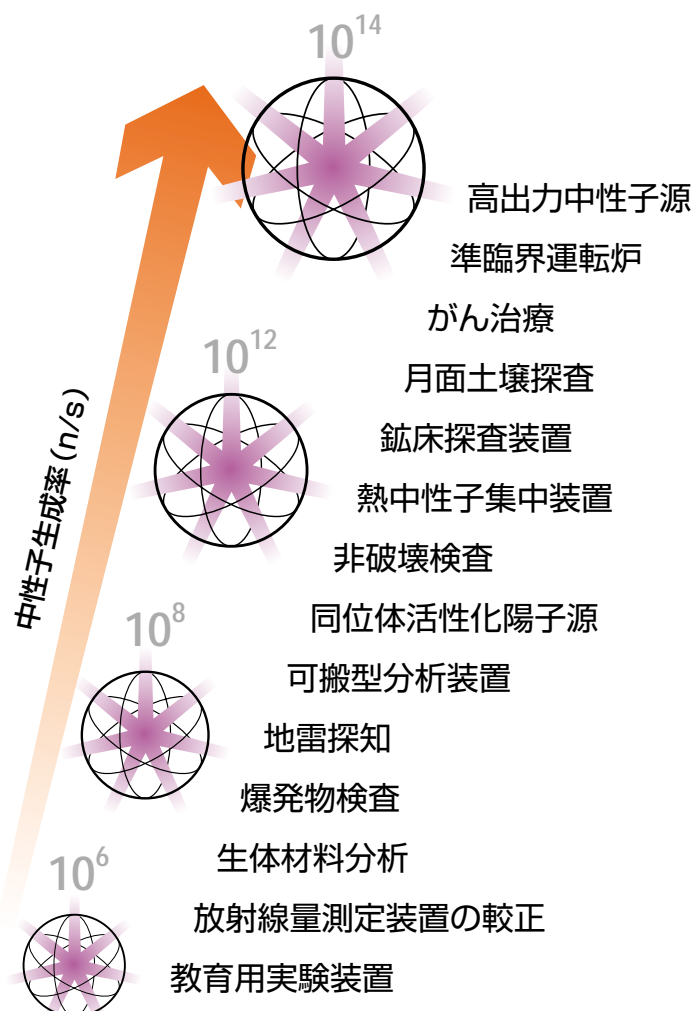 10^14
高出力中性子源
準臨界運転炉
がん治療
10^12
月面土壌探査
中性子生成率(n/s)
鉱床探査装置
熱中性子集中装置
非破壊検査
10^8
同位体活性化陽子源
可搬型分析装置
地雷探知
爆発物検査
10^6
生体材料分析
放射線量測定装置の較正
教育用実験装置